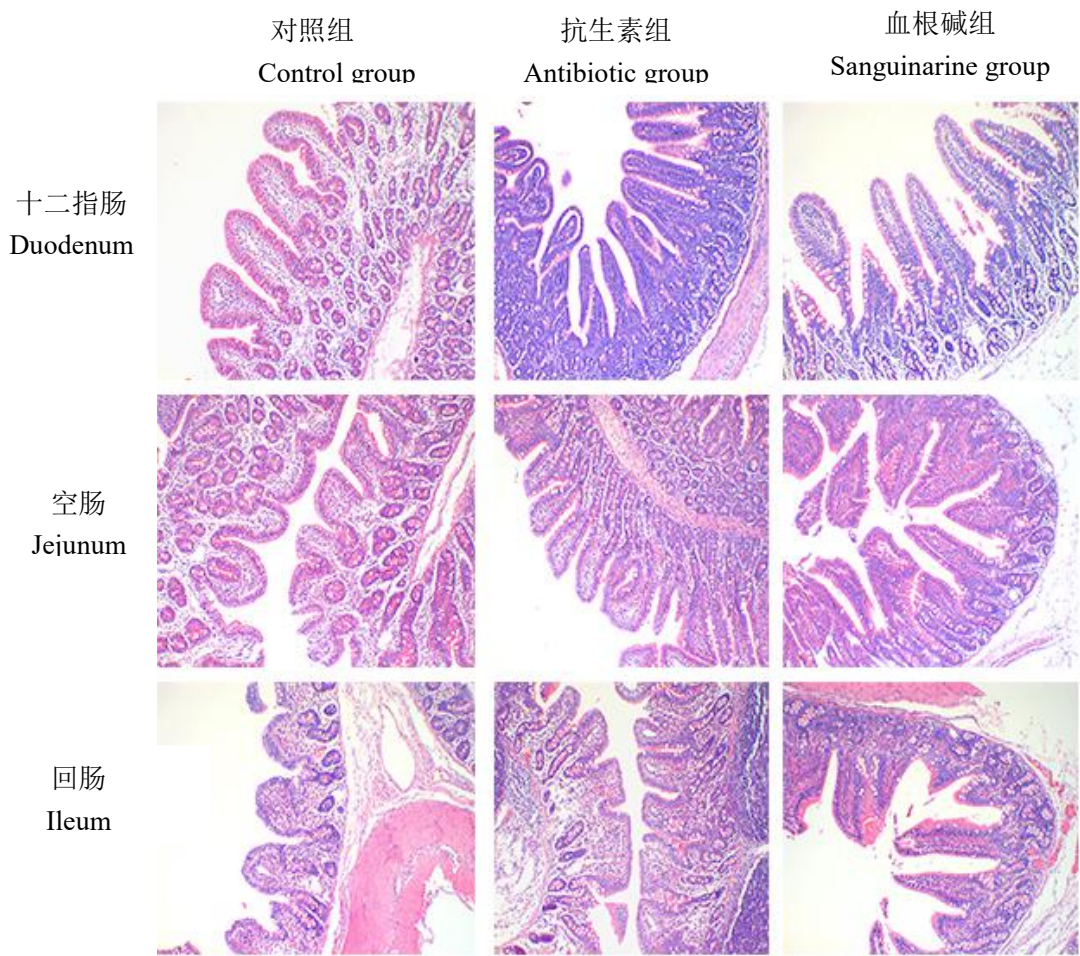 对照组
Control group
抗生素组
Antibiotic group
血根碱组
Sanguinarine group
十二指肠
Duodenum
空肠
Jejunum
回肠
Ileum